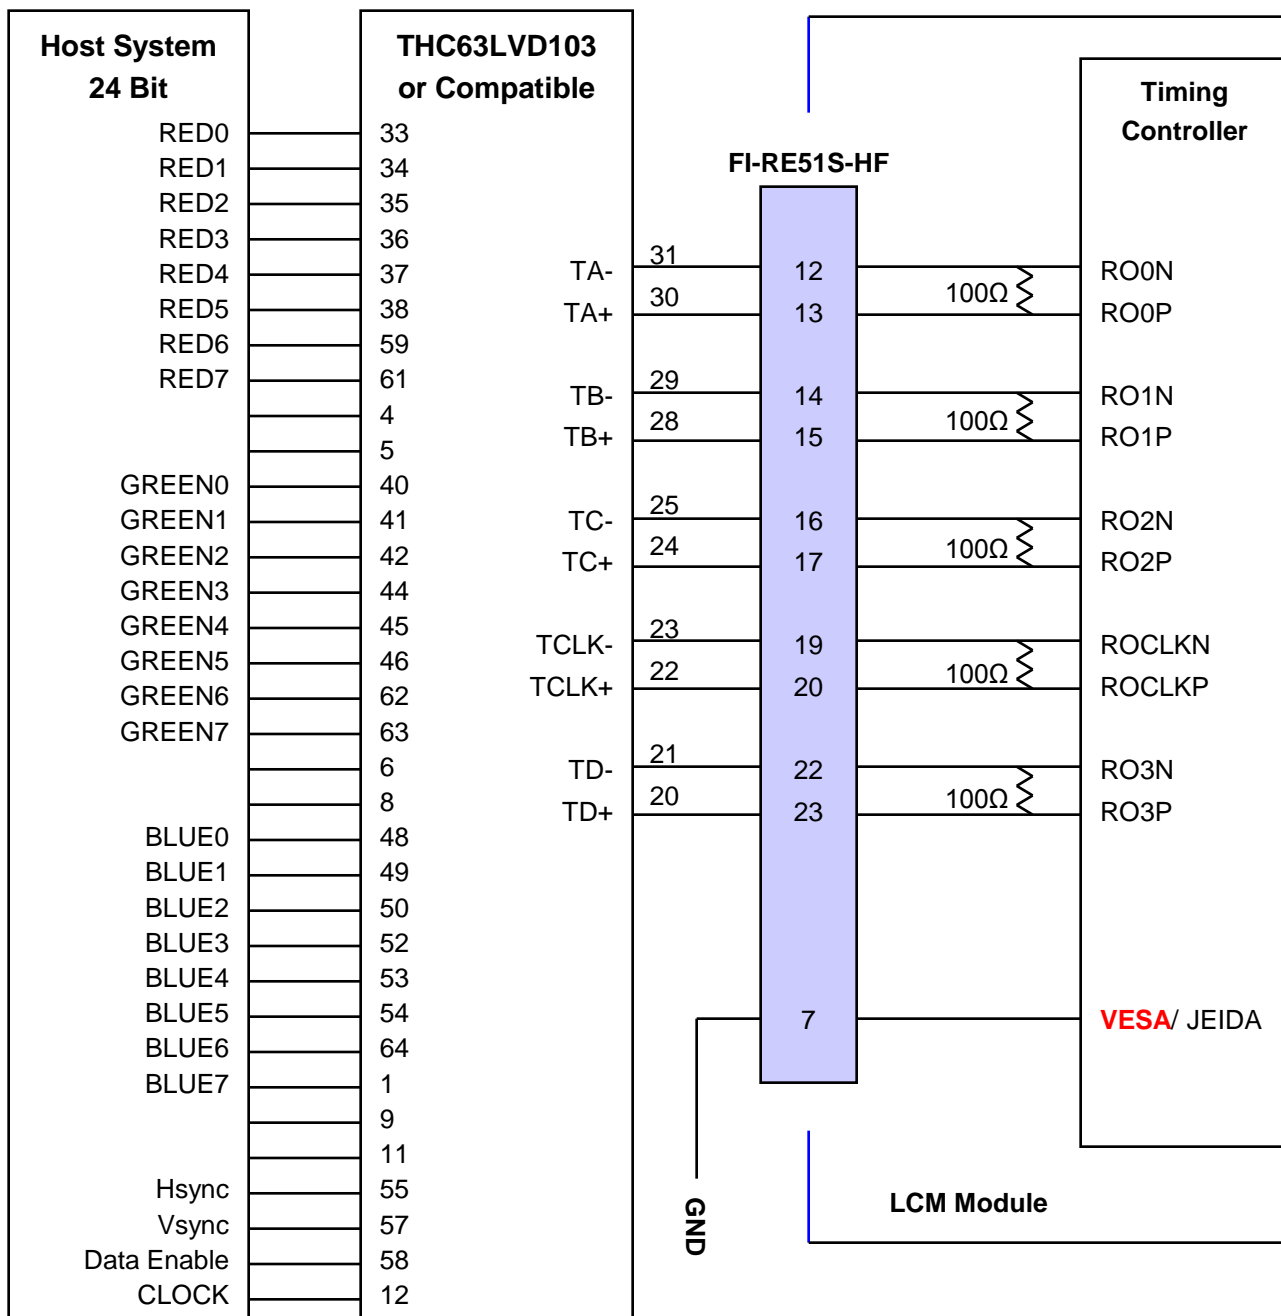 Host System
24 Bit
THC63LVD103
or Compatible
Timing
Controller
FI-RE51S-HF
RED0 33
RED1 34
RED2 35
RED3 36
RED4 37
RED5 38
RED6 59
RED7 61
4
5
GREEN0 40
GREEN1 41
GREEN2 42
GREEN3 44
GREEN4 45
GREEN5 46
GREEN6 62
GREEN7 63
6
8
BLUE0 48
BLUE1 49
BLUE2 50
BLUE3 52
BLUE4 53
BLUE5 54
BLUE6 64
BLUE7 1
9
11
Hsync 55
Vsync 57
Data Enable 58
CLOCK 12
TA- 31 12 RO0N
100Ω
TA+ 30 13 RO0P
TB- 29 14 RO1N
100Ω
TB+ 28 15 RO1P
TC- 25 16 RO2N
100Ω
TC+ 24 17 RO2P
TCLK- 23 19 ROCLKN
100Ω
TCLK+ 22 20 ROCLKP
TD- 21 22 RO3N
100Ω
TD+ 20 23 RO3P
7 VESA/ JEIDA
GND
LCM Module